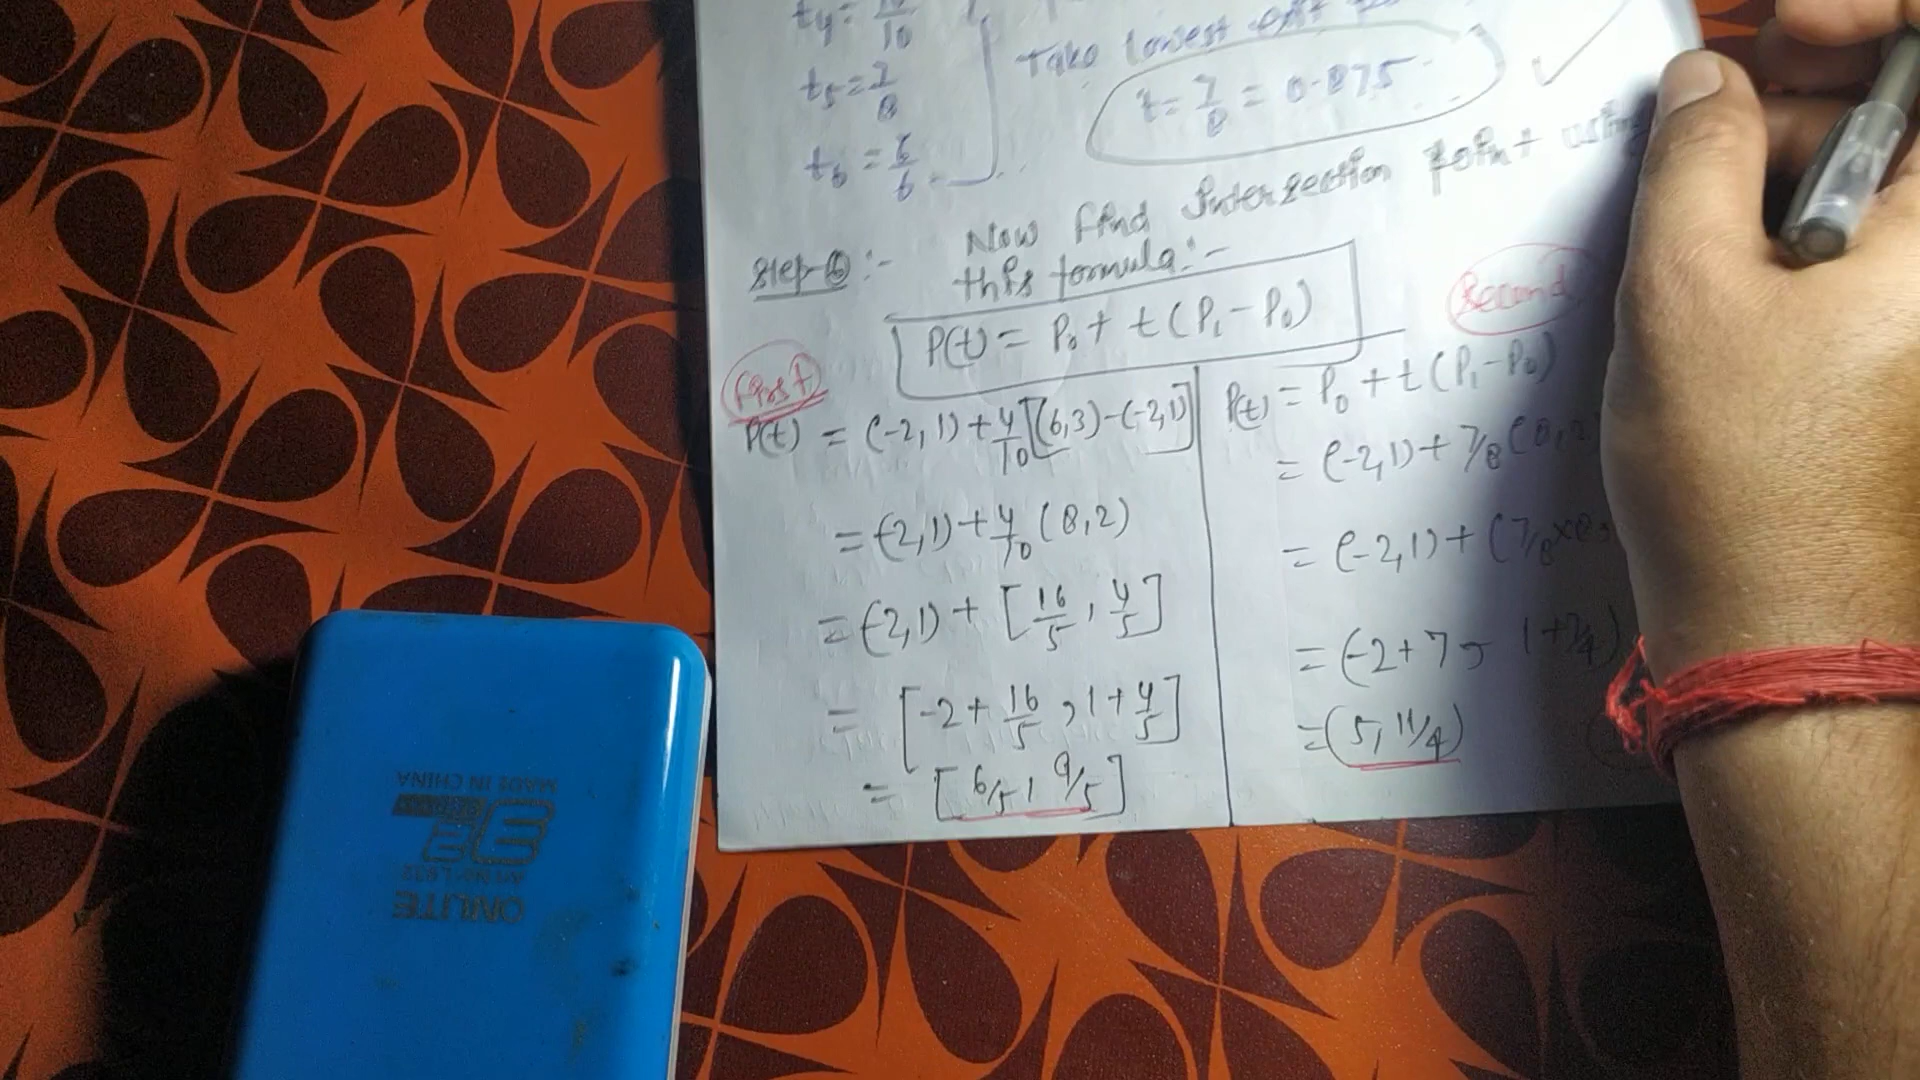 Take lowest
t5 = 7/8
t = 7/8 = 0.875
t6 =
Step-6 :- Now find intersection point using
this formula:-
P(t) = P0 + t(P1 - P0)
First
P(t) = (-2, 1) + 4/10 [(6,3) - (-2,1)]
= (-2,1) + 4/10 (8,2)
= (-2,1) + [16/5, 4/5]
= [-2 + 16/5, 1 + 4/5]
= [6/5, 9/5]
Second
P(t) = P0 + t(P1 - P0)
= (-2,1) + 7/8 (8,2
= (-2,1) + (7/8×8,
= (-2+7, 1+7/4)
= (5, 11/4)
MADE IN CHINA
ONLITE